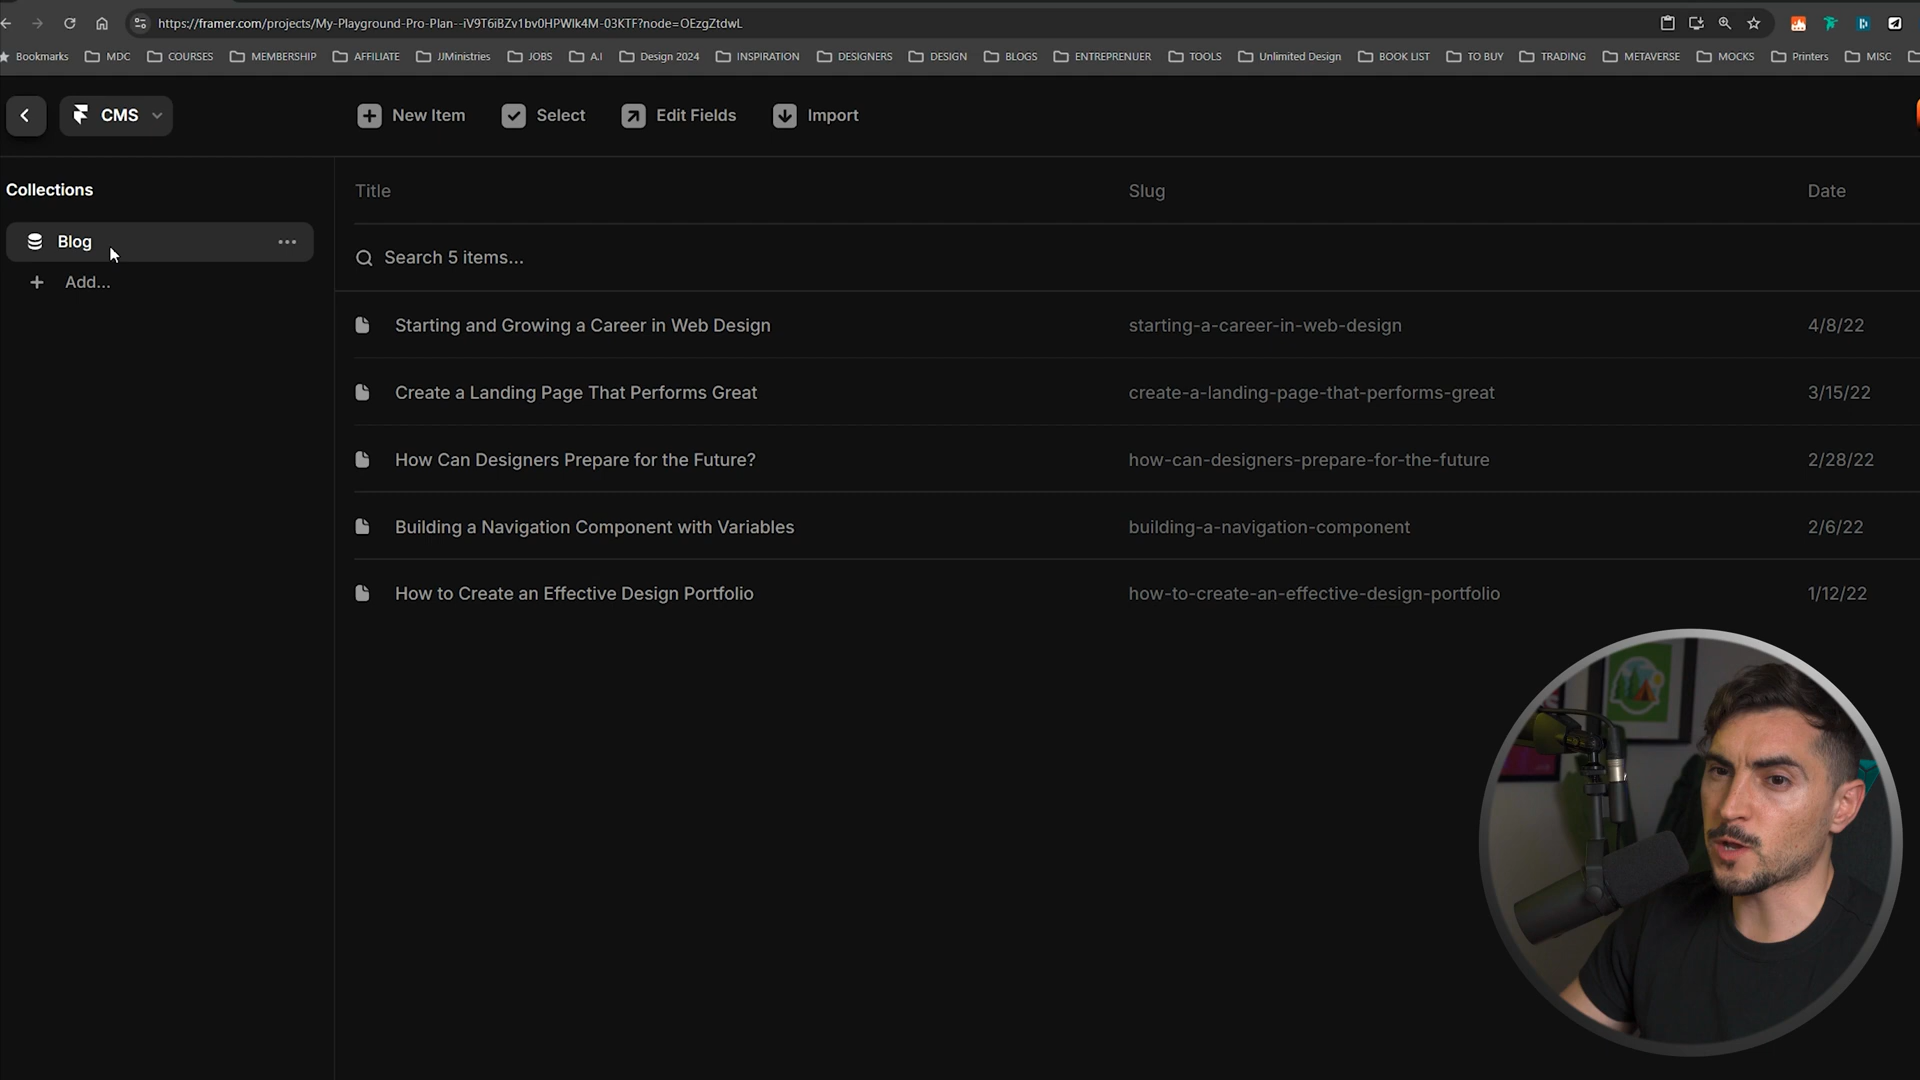 https://framer.com/projects/My-Playground-Pro-Plan--iV9T6iBZv1bv0HPWlk4M-03KTF?node=OEzgZtdwL
Bookmarks MDC COURSES MEMBERSHIP AFFILIATE JJMinistries JOBS A.I Design 2024 INSPIRATION DESIGNERS DESIGN BLOGS ENTREPRENUER TOOLS Unlimited Design BOOK LIST TO BUY TRADING METAVERSE MOCKS Printers MISC
CMS New Item Select Edit Fields Import
Collections
Blog
Add...
Title Slug Date
Search 5 items...
Starting and Growing a Career in Web Design starting-a-career-in-web-design 4/8/22
Create a Landing Page That Performs Great create-a-landing-page-that-performs-great 3/15/22
How Can Designers Prepare for the Future? how-can-designers-prepare-for-the-future 2/28/22
Building a Navigation Component with Variables building-a-navigation-component 2/6/22
How to Create an Effective Design Portfolio how-to-create-an-effective-design-portfolio 1/12/22